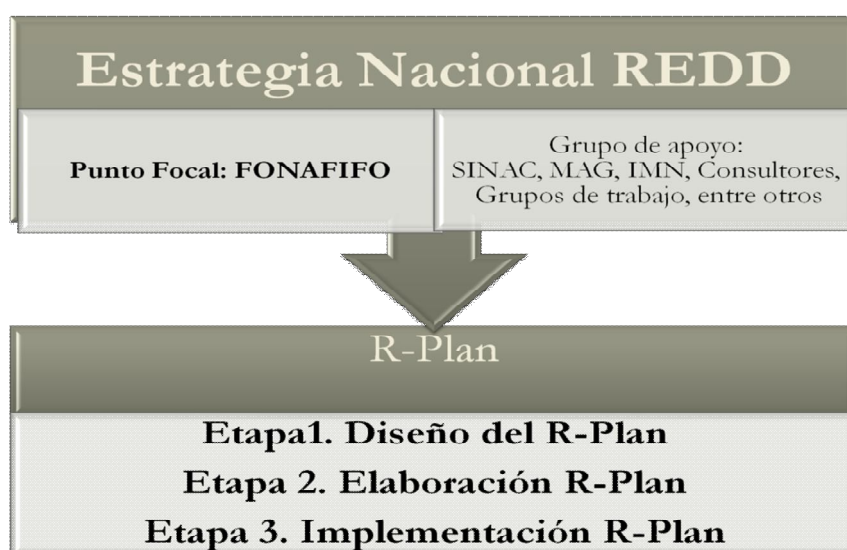 Estrategia Nacional REDD
Punto Focal: FONAFIFO
Grupo de apoyo:
SINAC, MAG, IMN, Consultores,
Grupos de trabajo, entre otros
R-Plan
Etapa1. Diseño del R-Plan
Etapa 2. Elaboración R-Plan
Etapa 3. Implementación R-Plan